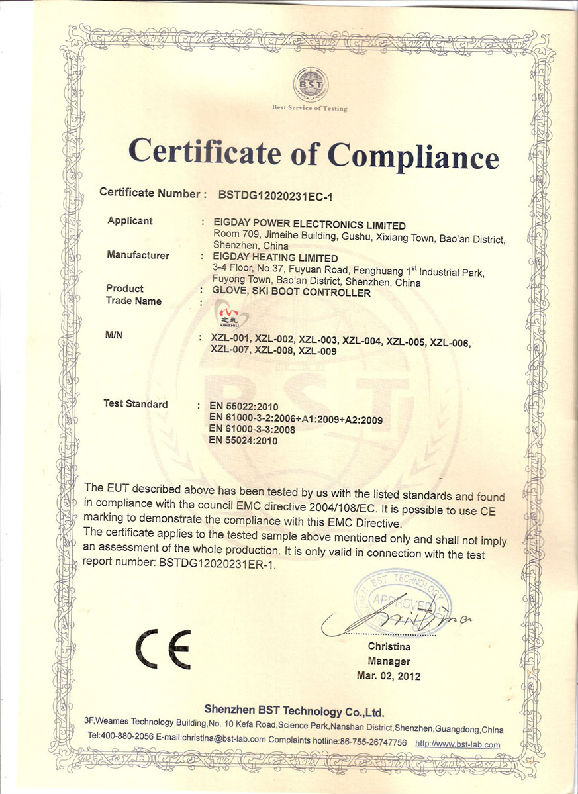 BST
Best Service of Testing
Certificate of Compliance
Certificate Number : BSTDG12020231EC-1
Applicant : EIGDAY POWER ELECTRONICS LIMITED
Room 709, Jimeihe Building, Gushu, Xixiang Town, Bao'an District,
Shenzhen, China
Manufacturer : EIGDAY HEATING LIMITED
3-4 Floor, No 37, Fuyuan Road, Fenghuang 1st Industrial Park,
Fuyong Town, Bao'an District, Shenzhen, China
Product : GLOVE, SKI BOOT CONTROLLER
Trade Name :
M/N : XZL-001, XZL-002, XZL-003, XZL-004, XZL-005, XZL-006,
XZL-007, XZL-008, XZL-009
BST
Test Standard : EN 55022:2010
EN 61000-3-2:2006+A1:2009+A2:2009
EN 61000-3-3:2008
EN 55024:2010
The EUT described above has been tested by us with the listed standards and found
in compliance with the council EMC directive 2004/108/EC. It is possible to use CE
marking to demonstrate the compliance with this EMC Directive.
The certificate applies to the tested sample above mentioned only and shall not imply
an assessment of the whole production. It is only valid in connection with the test
report number: BSTDG12020231ER-1.
BST TECHNOLOGY
APPROVED
Christina
CE
Christina
Manager
Mar. 02, 2012
Shenzhen BST Technology Co.,Ltd.
3F,Weames Technology Building,No. 10 Kefa Road,Science Park,Nanshan District,Shenzhen,Guangdong,China
Tel:400-880-2056 E-mail:christina@bst-lab.com Complaints hotline:86-755-26747756 http://www.bst-lab.com